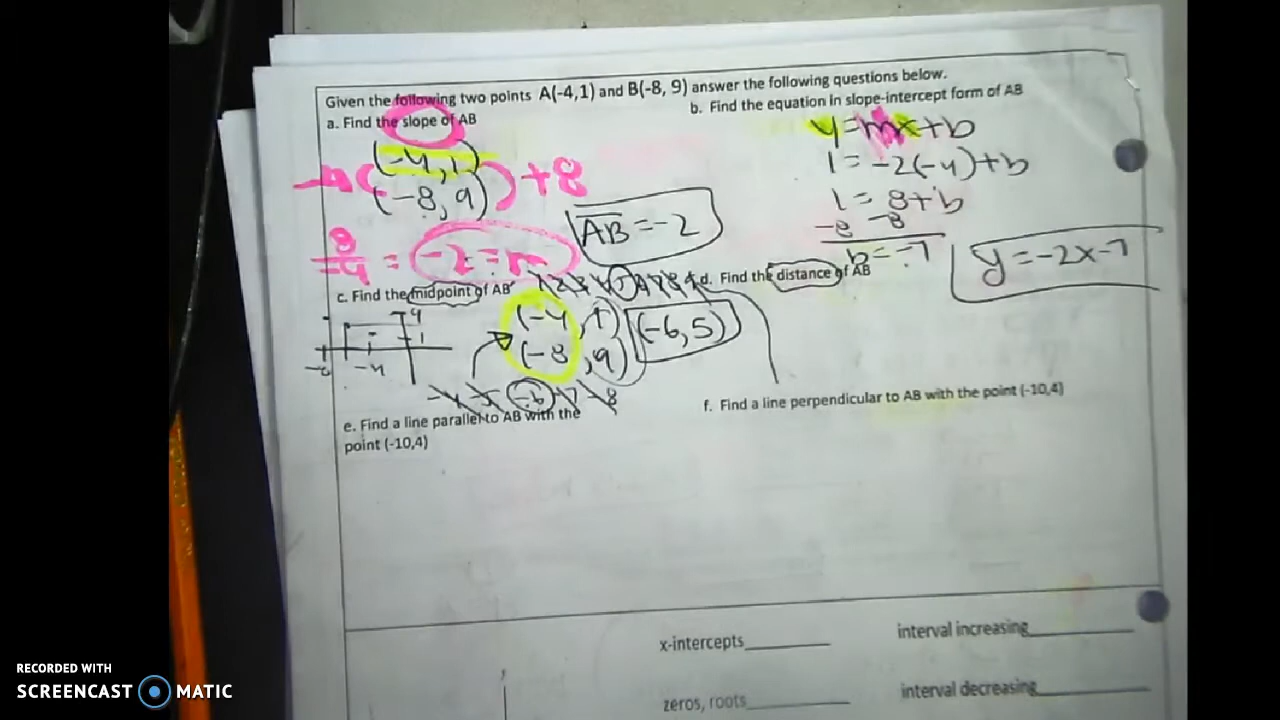 Given the following two points A(-4,1) and B(-8, 9) answer the following questions below.
a. Find the slope of AB
b. Find the equation in slope-intercept form of AB
(-4,1)
(-8,9)
+8
8
-4 = -2 = m
AB = -2
y=mx+b
1 = -2(-4)+b
1 = 8+b
-8 -8
b = -7
y = -2x-7
c. Find the midpoint of AB
(-4,1)
(-8,9)
(-6,5)
-4 -5 -6 -7 -8
d. Find the distance of AB
e. Find a line parallel to AB with the
point (-10,4)
f. Find a line perpendicular to AB with the point (-10,4)
x-intercepts
interval increasing
zeros, roots
interval decreasing
RECORDED WITH
SCREENCAST MATIC